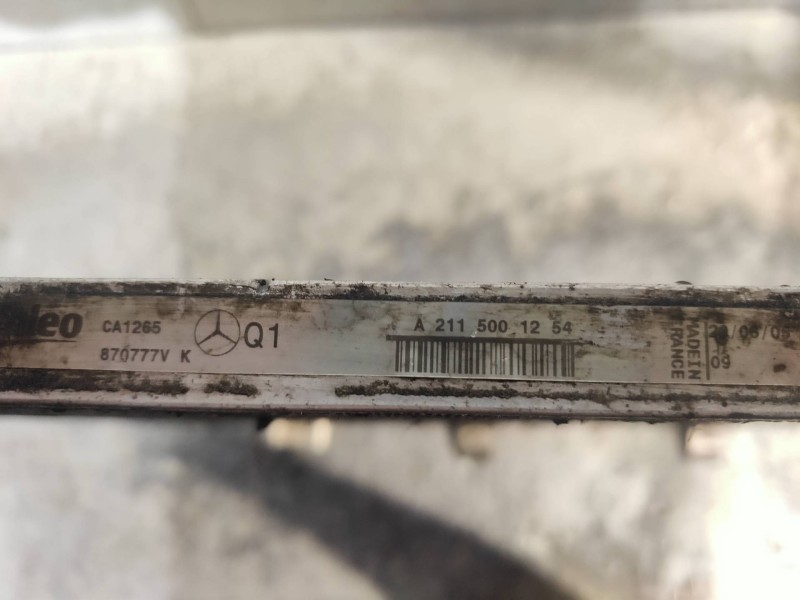 CA1265
870777V K
Q1
A 211 500 12 54
MADE IN
FRANCE
09